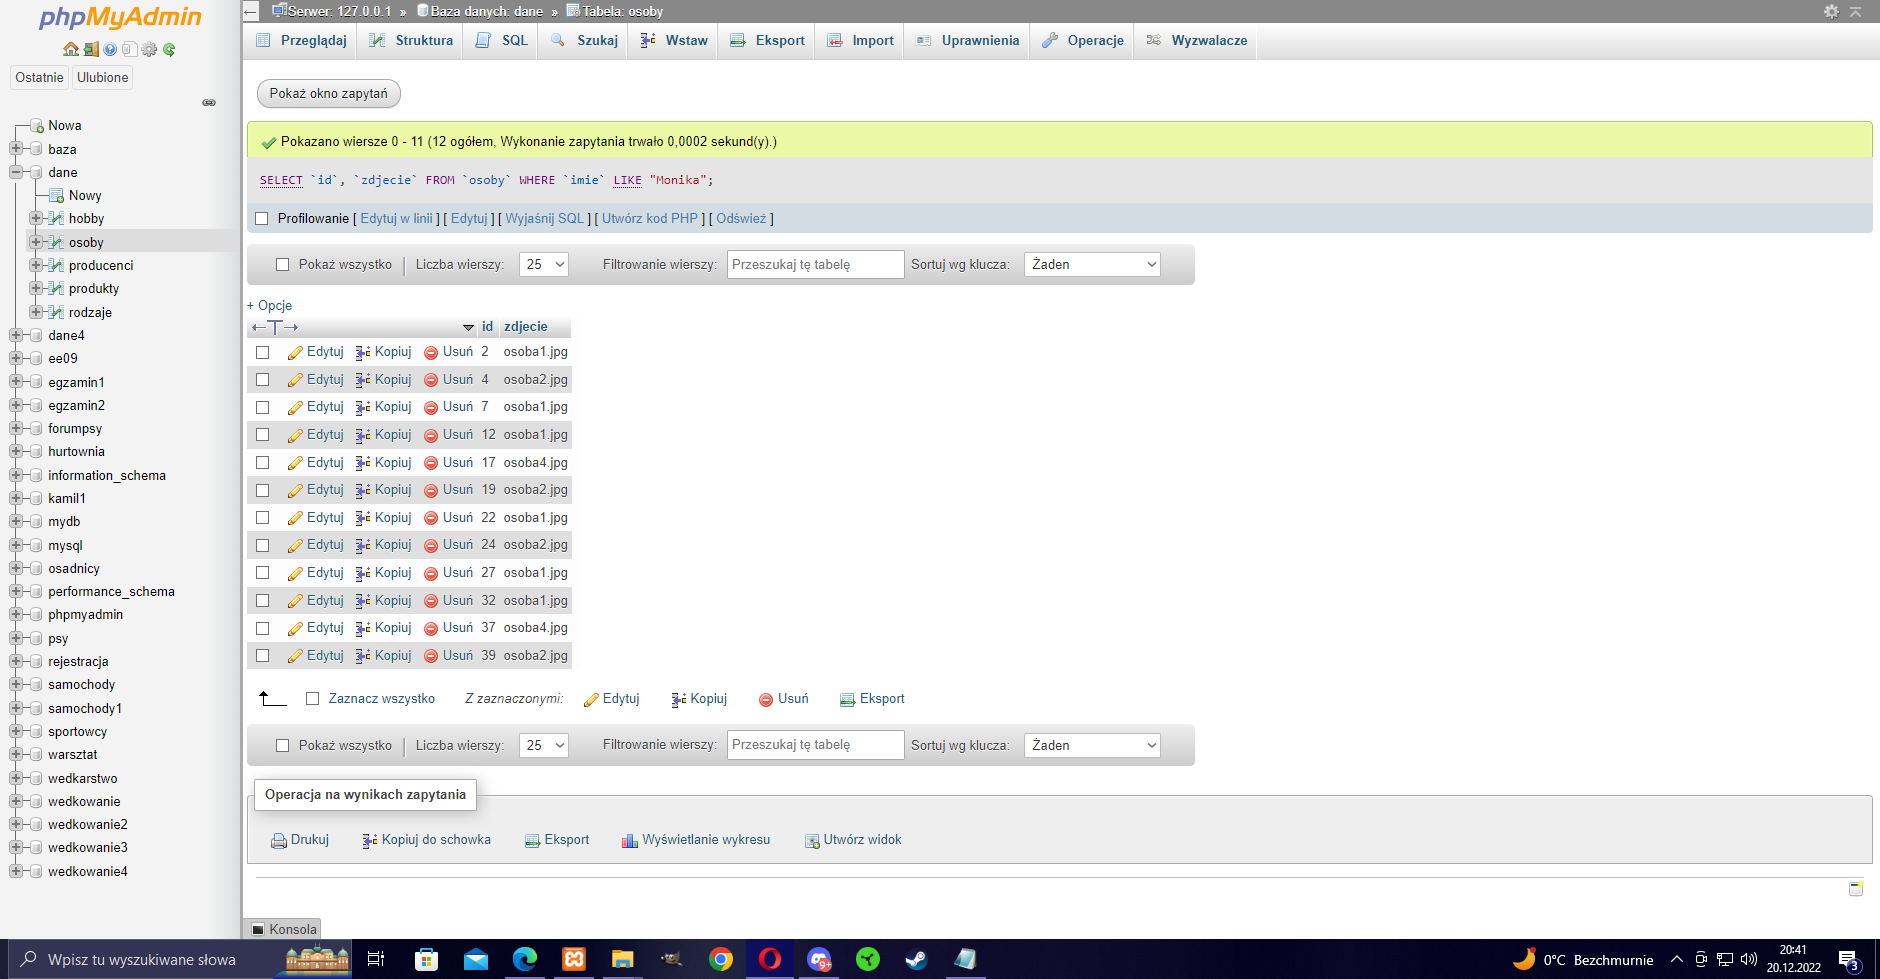 phpMyAdmin
Ostatnie Ulubione
Nowa
baza
dane
Nowy
hobby
osoby
producenci
produkty
rodzaje
dane4
ee09
egzamin1
egzamin2
forumpsy
hurtownia
information_schema
kamil1
mydb
mysql
osadnicy
performance_schema
phpmyadmin
psy
rejestracja
samochody
samochody1
sportowcy
warsztat
wedkarstwo
wedkowanie
wedkowanie2
wedkowanie3
wedkowanie4
Serwer: 127.0.0.1 » Baza danych: dane » Tabela: osoby
Przeglądaj Struktura SQL Szukaj Wstaw Eksport Import Uprawnienia Operacje Wyzwalacze
Pokaż okno zapytań
Pokazano wiersze 0 - 11 (12 ogółem, Wykonanie zapytania trwało 0,0002 sekund(y).)
SELECT `id`, `zdjecie` FROM `osoby` WHERE `imie` LIKE "Monika";
Profilowanie [ Edytuj w linii ] [ Edytuj ] [ Wyjaśnij SQL ] [ Utwórz kod PHP ] [ Odśwież ]
Pokaż wszystko | Liczba wierszy: 25 Filtrowanie wierszy: Przeszukaj tę tabelę Sortuj wg klucza: Żaden
+ Opcje
←T→ id zdjecie
Edytuj Kopiuj Usuń 2 osoba1.jpg
Edytuj Kopiuj Usuń 4 osoba2.jpg
Edytuj Kopiuj Usuń 7 osoba1.jpg
Edytuj Kopiuj Usuń 12 osoba1.jpg
Edytuj Kopiuj Usuń 17 osoba4.jpg
Edytuj Kopiuj Usuń 19 osoba2.jpg
Edytuj Kopiuj Usuń 22 osoba1.jpg
Edytuj Kopiuj Usuń 24 osoba2.jpg
Edytuj Kopiuj Usuń 27 osoba1.jpg
Edytuj Kopiuj Usuń 32 osoba1.jpg
Edytuj Kopiuj Usuń 37 osoba4.jpg
Edytuj Kopiuj Usuń 39 osoba2.jpg
Zaznacz wszystko Z zaznaczonymi: Edytuj Kopiuj Usuń Eksport
Pokaż wszystko | Liczba wierszy: 25 Filtrowanie wierszy: Przeszukaj tę tabelę Sortuj wg klucza: Żaden
Operacja na wynikach zapytania
Drukuj Kopiuj do schowka Eksport Wyświetlanie wykresu Utwórz widok
Konsola
Wpisz tu wyszukiwane słowa
9+
0°C Bezchmurnie
20:41
20.12.2022
3